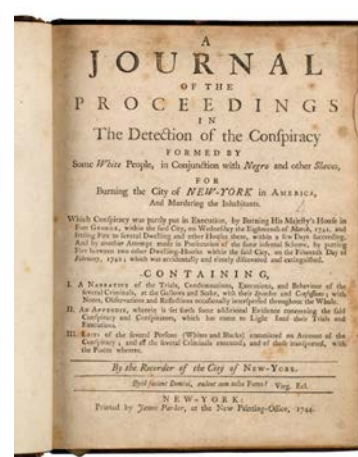 A
JOURNAL
OF THE
PROCEEDINGS
IN
The Detection of the Conſpiracy
FORMED BY
Some White People, in Conjunction with Negro and other Slaves,
FOR
Burning the City of NEW-YORK in AMERICA,
And Murdering the Inhabitants.
Which Conſpiracy was partly put in Execution, by Burning His Majeſty's Houſe in
Fort GEORGE, within the ſaid City, on Wedneſday the Eighteenth of March, 1741. and
ſetting Fire to ſeveral Dwelling and other Houſes there, within a few Days ſucceeding.
And by another Attempt made in Proſecution of the ſame infernal Scheme, by putting
Fire between two other Dwelling-Houſes within the ſaid City, on the Fifteenth Day of
February, 1742; which was accidentally and timely diſcovered and extinguiſhed.
CONTAINING,
I. A NARRATIVE of the Trials, Condemnations, Executions, and Behaviour of the
ſeveral Criminals, at the Gallows and Stake, with their Speeches and Confeſſions; with
Notes, Obſervations and Reflections occaſionally interſperſed throughout the Whole.
II. An APPENDIX, wherein is ſet forth ſome additional Evidence concerning the ſaid
Conſpiracy and Conſpirators, which has come to Light ſince their Trials and
Executions.
III. LISTS of the ſeveral Perſons (Whites and Blacks) committed on Account of the
Conſpiracy; and of the ſeveral Criminals executed; and of thoſe tranſported, with
the Places whereto.
By the Recorder of the City of NEW-YORK.
Quid facient Domini, audent cum talia Fures? Virg. Ecl.
NEW-YORK:
Printed by James Parker, at the New Printing-Office, 1744.